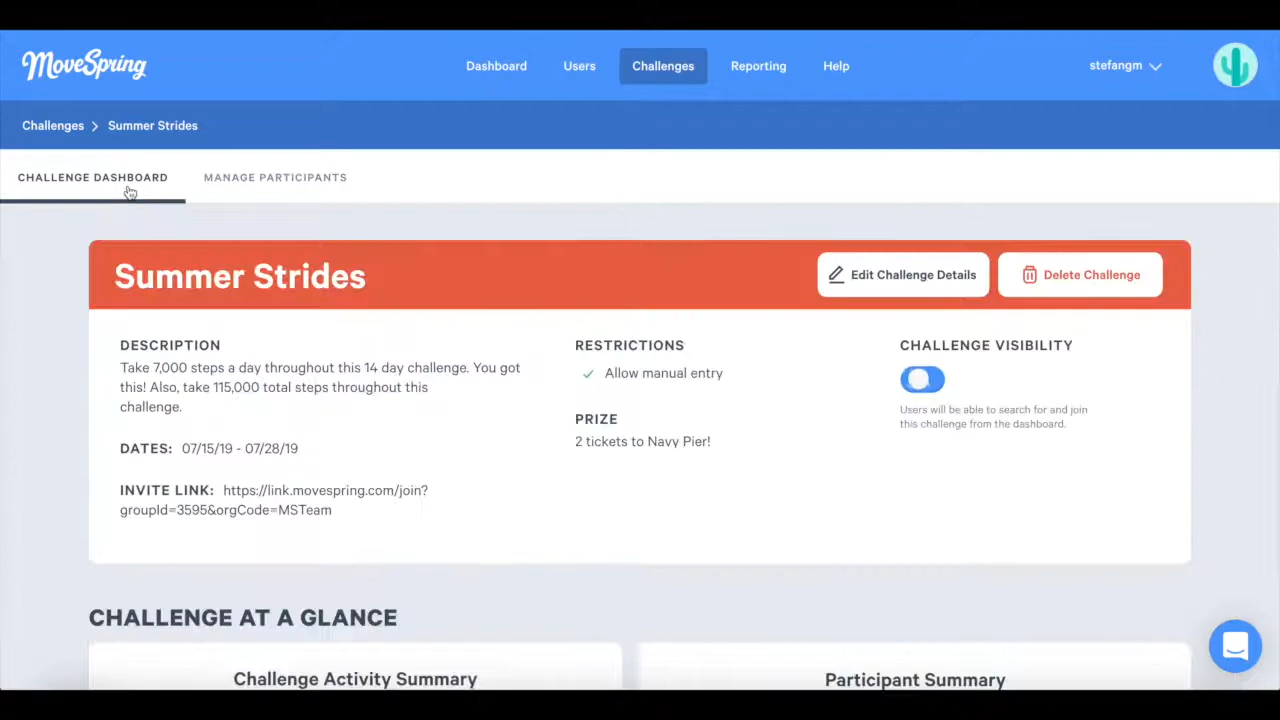 MoveSpring
Dashboard
Users
Challenges
Reporting
Help
stefangm
Challenges > Summer Strides
CHALLENGE DASHBOARD
MANAGE PARTICIPANTS
Summer Strides
Edit Challenge Details
Delete Challenge
DESCRIPTION
Take 7,000 steps a day throughout this 14 day challenge. You got
this! Also, take 115,000 total steps throughout this
challenge.
DATES: 07/15/19 - 07/28/19
INVITE LINK: https://link.movespring.com/join?
groupId=3595&orgCode=MSTeam
RESTRICTIONS
Allow manual entry
PRIZE
2 tickets to Navy Pier!
CHALLENGE VISIBILITY
Users will be able to search for and join
this challenge from the dashboard.
CHALLENGE AT A GLANCE
Challenge Activity Summary
Participant Summary